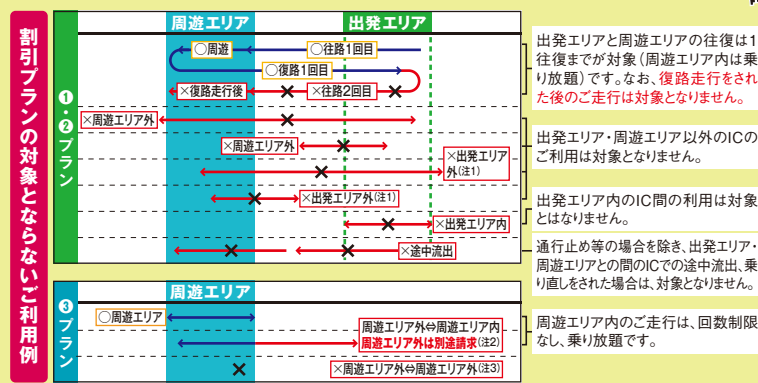 割引プランの対象とならないご利用例
❶・❷プラン
周遊エリア
出発エリア
○周遊
○往路1回目
○復路1回目
×復路走行後
×往路2回目
×周遊エリア外
×周遊エリア外
×出発エリア
外(注1)
×出発エリア外(注1)
×出発エリア内
×途中流出
出発エリアと周遊エリアの往復は1
往復までが対象(周遊エリア内は乗
り放題)です。なお、復路走行をされ
た後のご走行は対象となりません。
出発エリア・周遊エリア以外のICの
ご利用は対象となりません。
出発エリア内のIC間の利用は対象
とはなりません。
通行止め等の場合を除き、出発エリア・
周遊エリアとの間のICでの途中流出、乗
り直しをされた場合は、対象となりません。
❸プラン
周遊エリア
○周遊エリア
周遊エリア外⇔周遊エリア内
周遊エリア外は別途請求(注2)
×周遊エリア外⇔周遊エリア外(注3)
周遊エリア内のご走行は、回数制限
なし、乗り放題です。